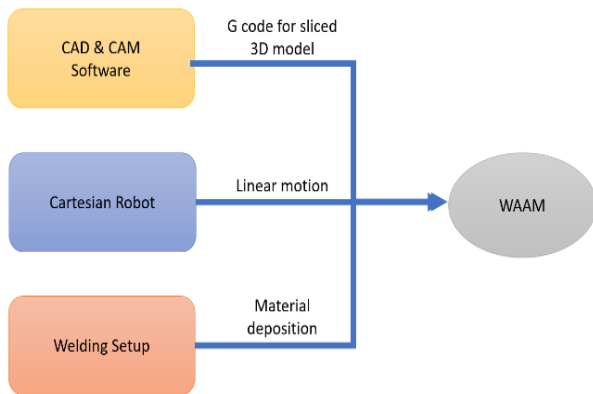 CAD & CAM
Software
G code for sliced
3D model
Cartesian Robot
Linear motion
WAAM
Welding Setup
Material
deposition